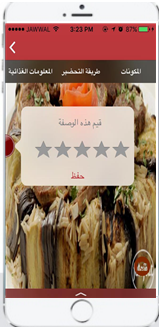 JAWWAL 3:23 PM 87%
المكونات طريقة التحضير المعلومات الغذائية
قيم هذه الوصفة
حفظ